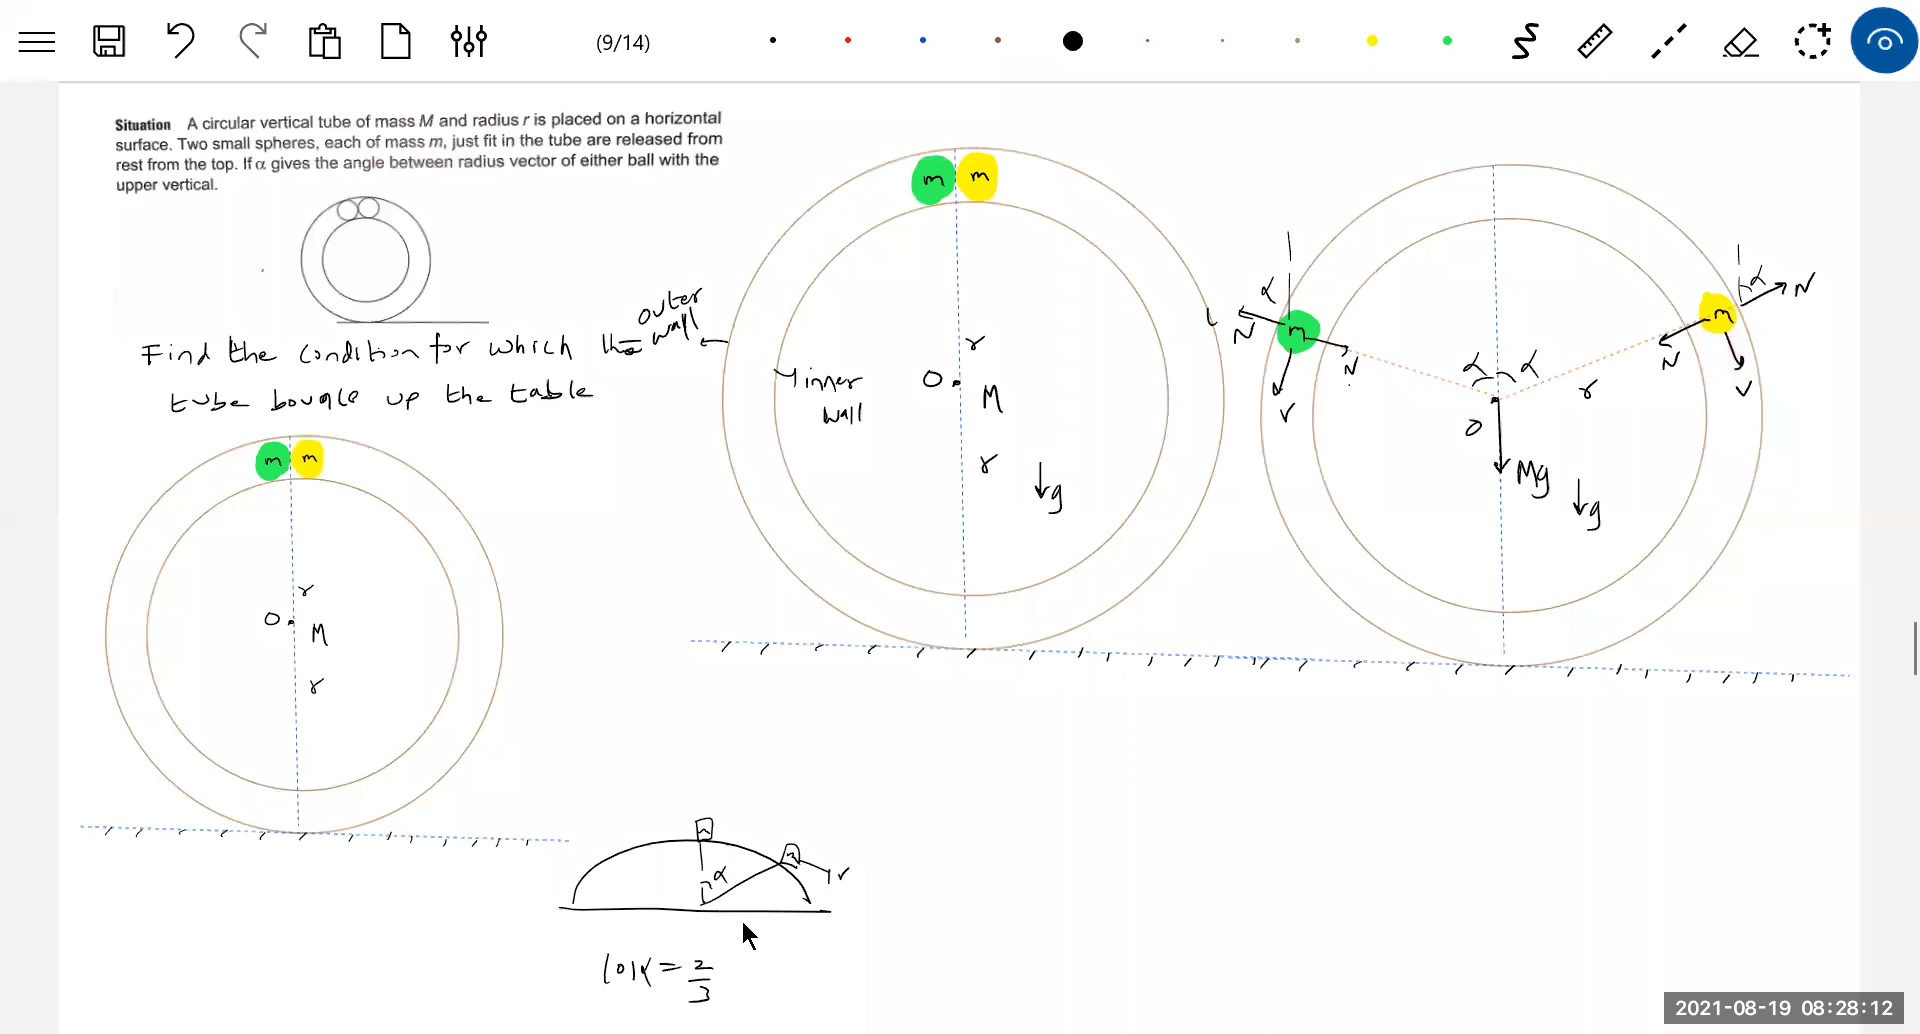 (9/14)
Situation A circular vertical tube of mass M and radius r is placed on a horizontal
surface. Two small spheres, each of mass m, just fit in the tube are released from
rest from the top. If α gives the angle between radius vector of either ball with the
upper vertical.
outer
wall
Find the condition for which the
tube bougle up the table
m m
r
O
M
r
m m
r
O
M
inner
wall
r
↓g
α
N
m
N
v
α α
r
O
Mg
↓g
α
N
m
N
v
m
α
v
cosα = 2/3
2021-08-19 08:28:12